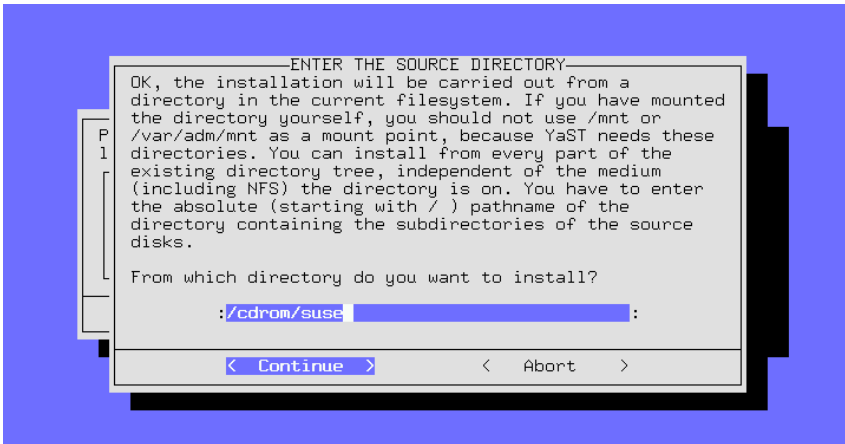 ENTER THE SOURCE DIRECTORY
OK, the installation will be carried out from a
directory in the current filesystem. If you have mounted
the directory yourself, you should not use /mnt or
/var/adm/mnt as a mount point, because YaST needs these
directories. You can install from every part of the
existing directory tree, independent of the medium
(including NFS) the directory is on. You have to enter
the absolute (starting with / ) pathname of the
directory containing the subdirectories of the source
disks.
From which directory do you want to install?
:/cdrom/suse :
< Continue > < Abort >
P
l